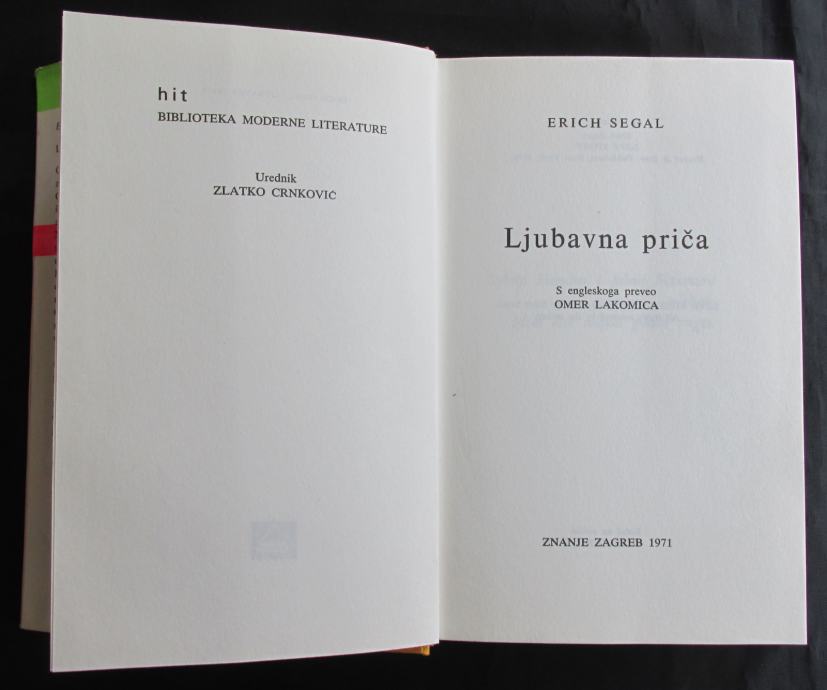 hit
BIBLIOTEKA MODERNE LITERATURE
Urednik
ZLATKO CRNKOVIĆ
ERICH SEGAL
Ljubavna priča
S engleskoga preveo
OMER LAKOMICA
ZNANJE ZAGREB 1971